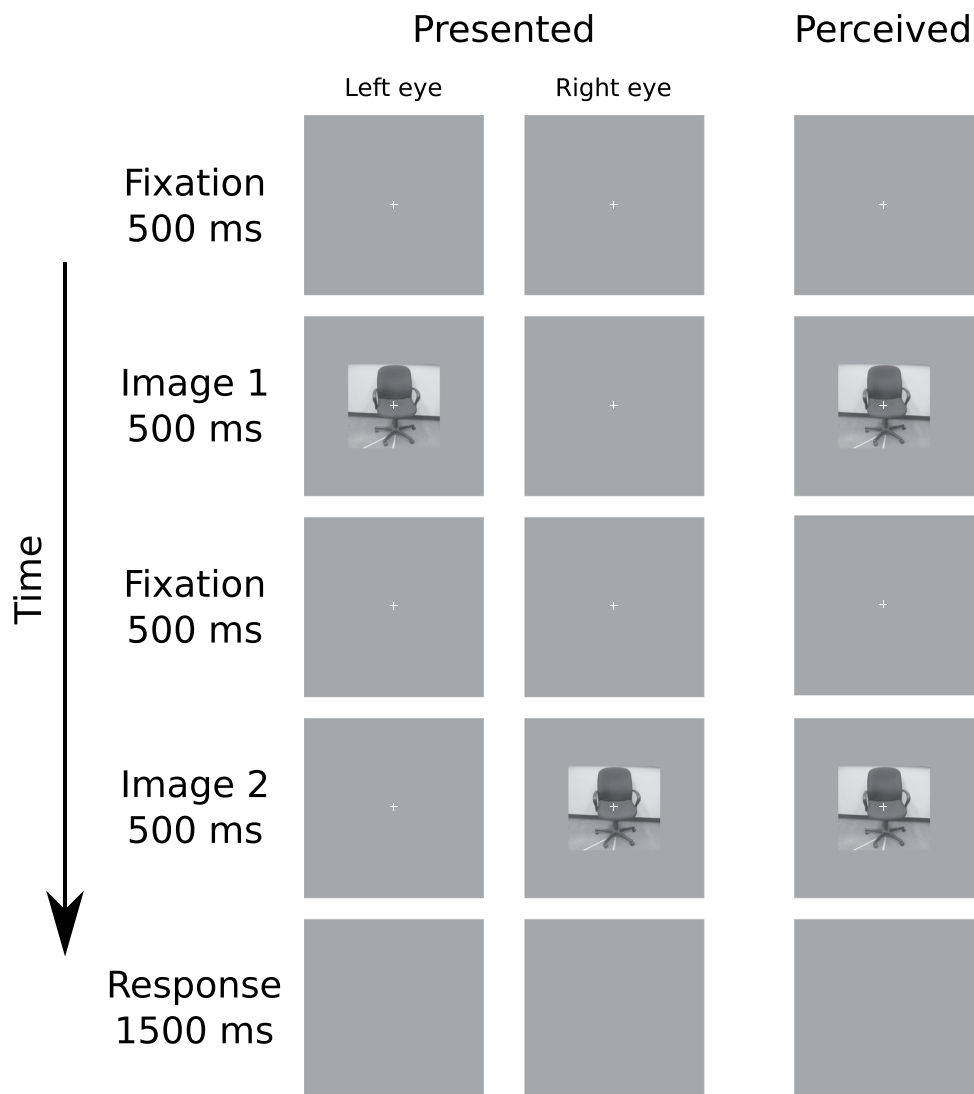 Presented
Perceived
Left eye
Right eye
Fixation
500 ms
Image 1
500 ms
Time
Fixation
500 ms
Image 2
500 ms
Response
1500 ms